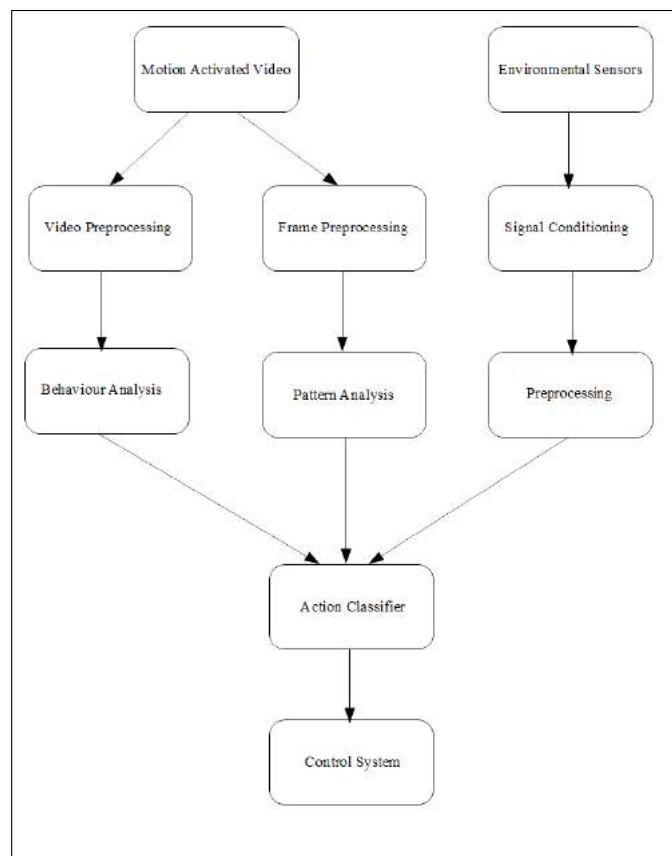 Motion Activated Video
Environmental Sensors
Video Preprocessing
Frame Preprocessing
Signal Conditioning
Behaviour Analysis
Pattern Analysis
Preprocessing
Action Classifier
Control System